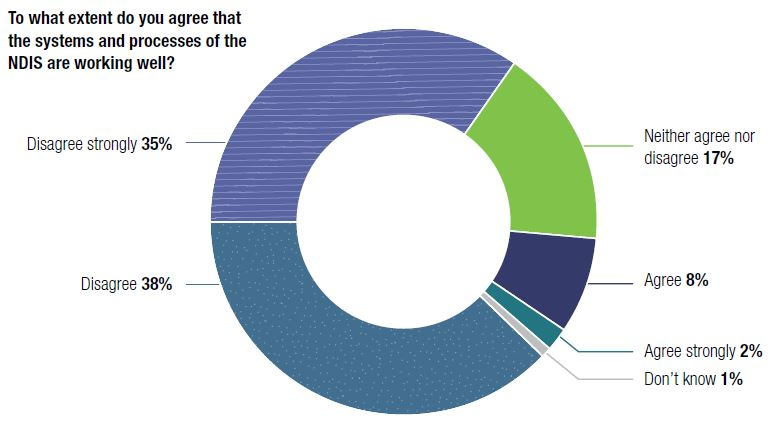 To what extent do you agree that
the systems and processes of the
NDIS are working well?
Disagree strongly 35%
Neither agree nor
disagree 17%
Disagree 38%
Agree 8%
Agree strongly 2%
Don’t know 1%